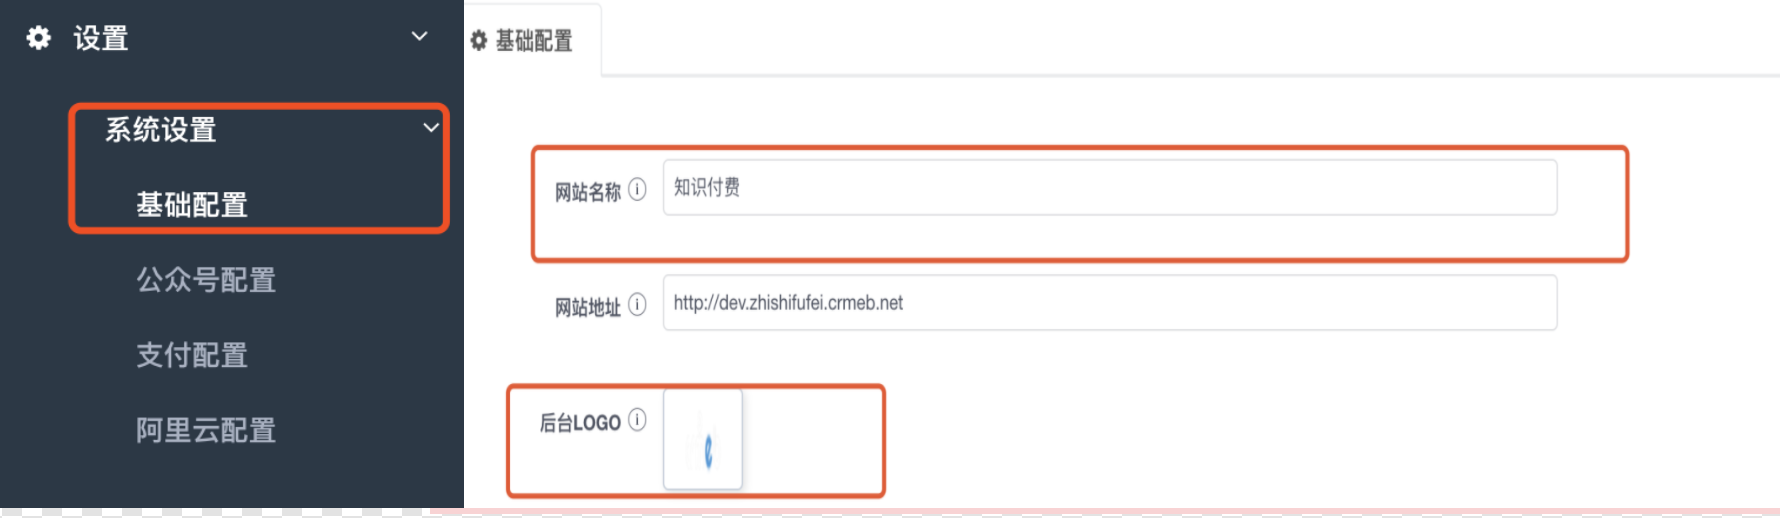 设置
系统设置
基础配置
公众号配置
支付配置
阿里云配置
基础配置
网站名称 知识付费
网站地址 http://dev.zhishifufei.crmeb.net
后台LOGO
e